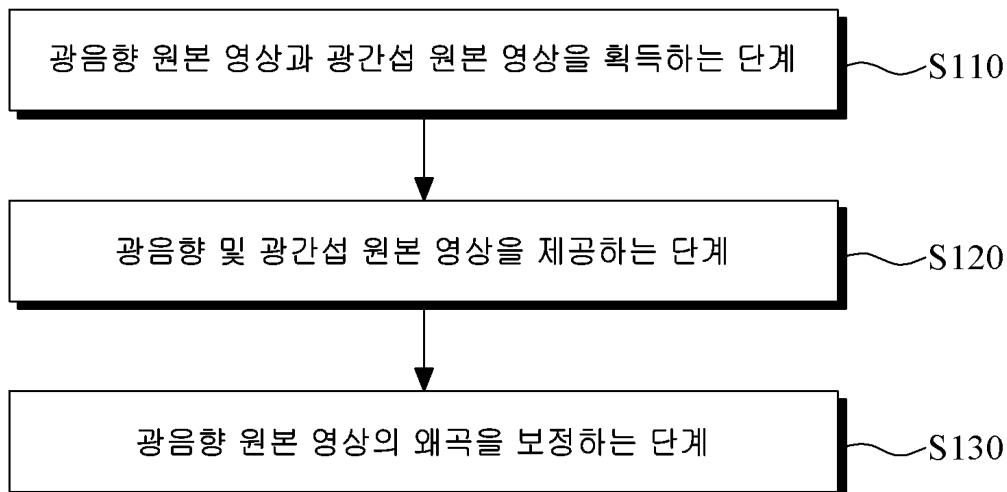 광음향 원본 영상과 광간섭 원본 영상을 획득하는 단계
S110
광음향 및 광간섭 원본 영상을 제공하는 단계
S120
광음향 원본 영상의 왜곡을 보정하는 단계
S130